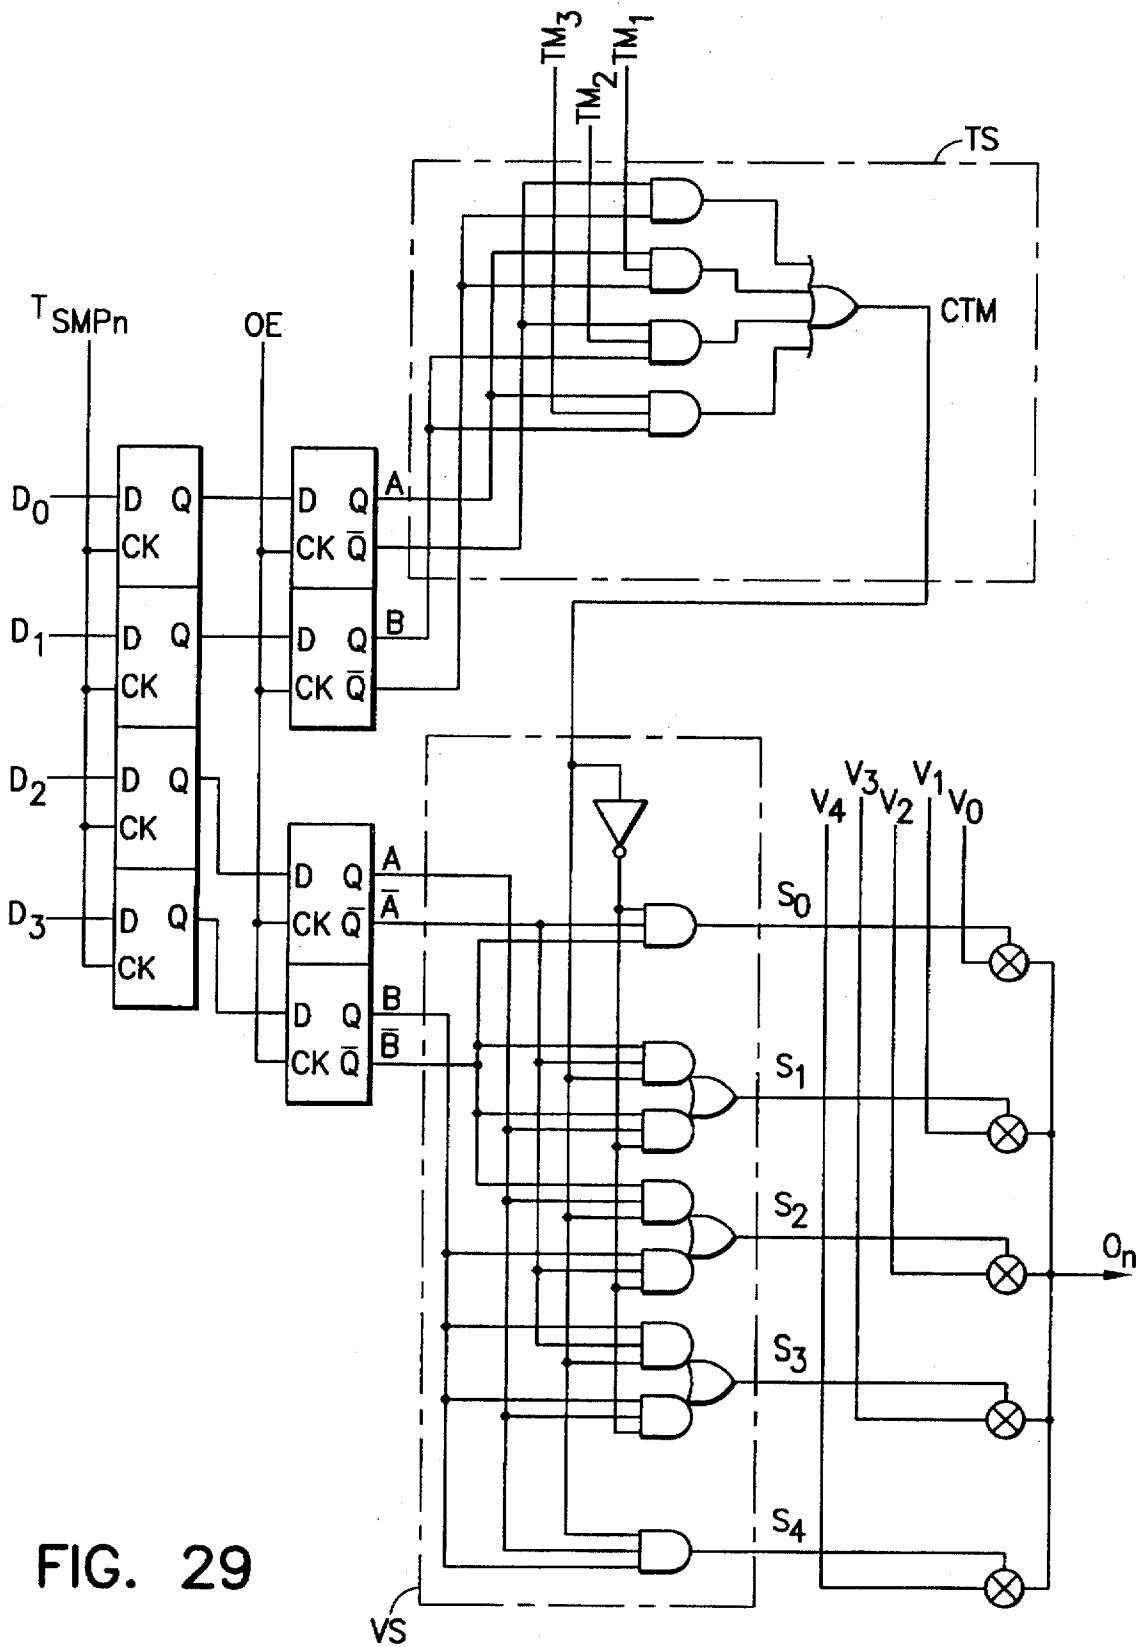 TM3
TM2
TM1
TS
TSMPn
OE
CTM
D0
D Q
CK
D Q
CK Q̅
A
D1
D Q
CK
D Q
CK Q̅
B
D2
D Q
CK
D Q
CK Q̅
A
A̅
D3
D Q
CK
D Q
CK Q̅
B
B̅
V4
V3
V2
V1
V0
S0
S1
S2
On
S3
S4
VS
FIG. 29